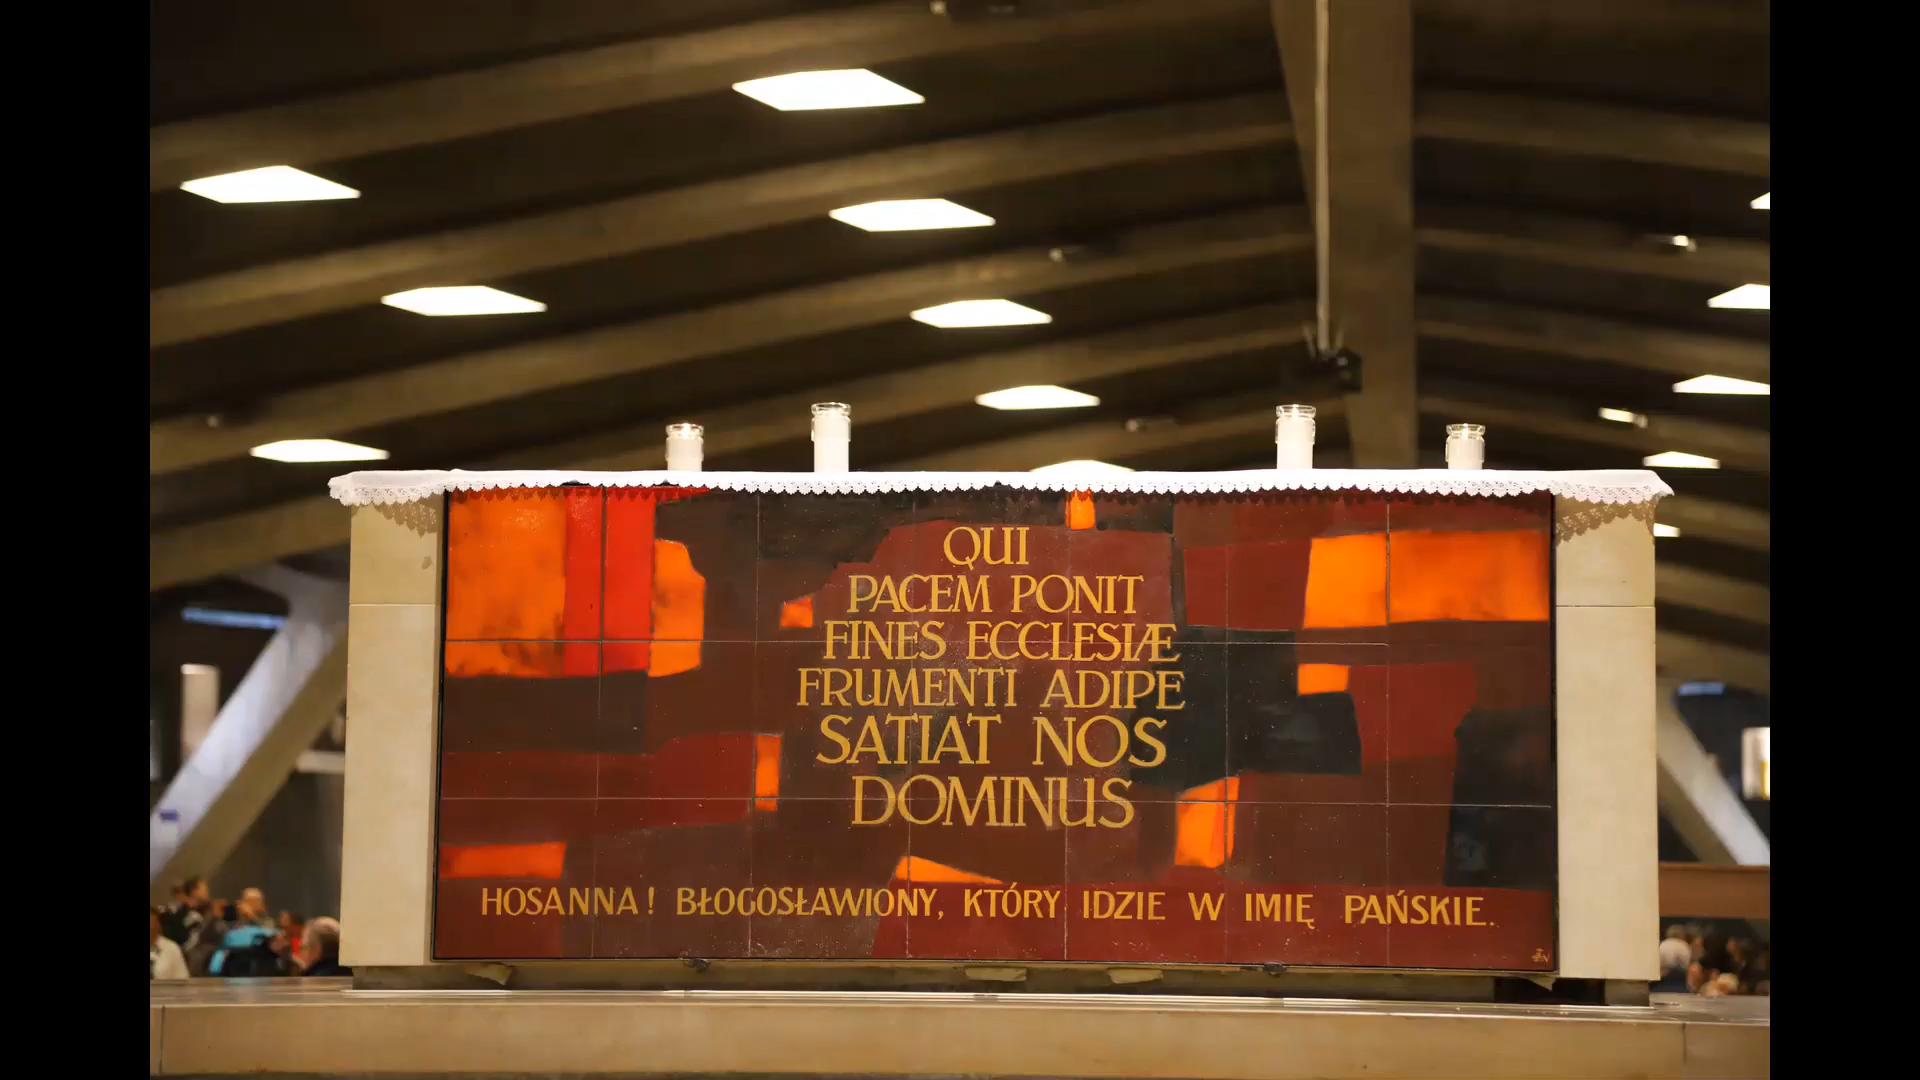 QUI
PACEM PONIT
FINES ECCLESIÆ
FRUMENTI ADIPE
SATIAT NOS
DOMINUS
HOSANNA! BŁOGOSŁAWIONY, KTÓRY IDZIE W IMIĘ PAŃSKIE.